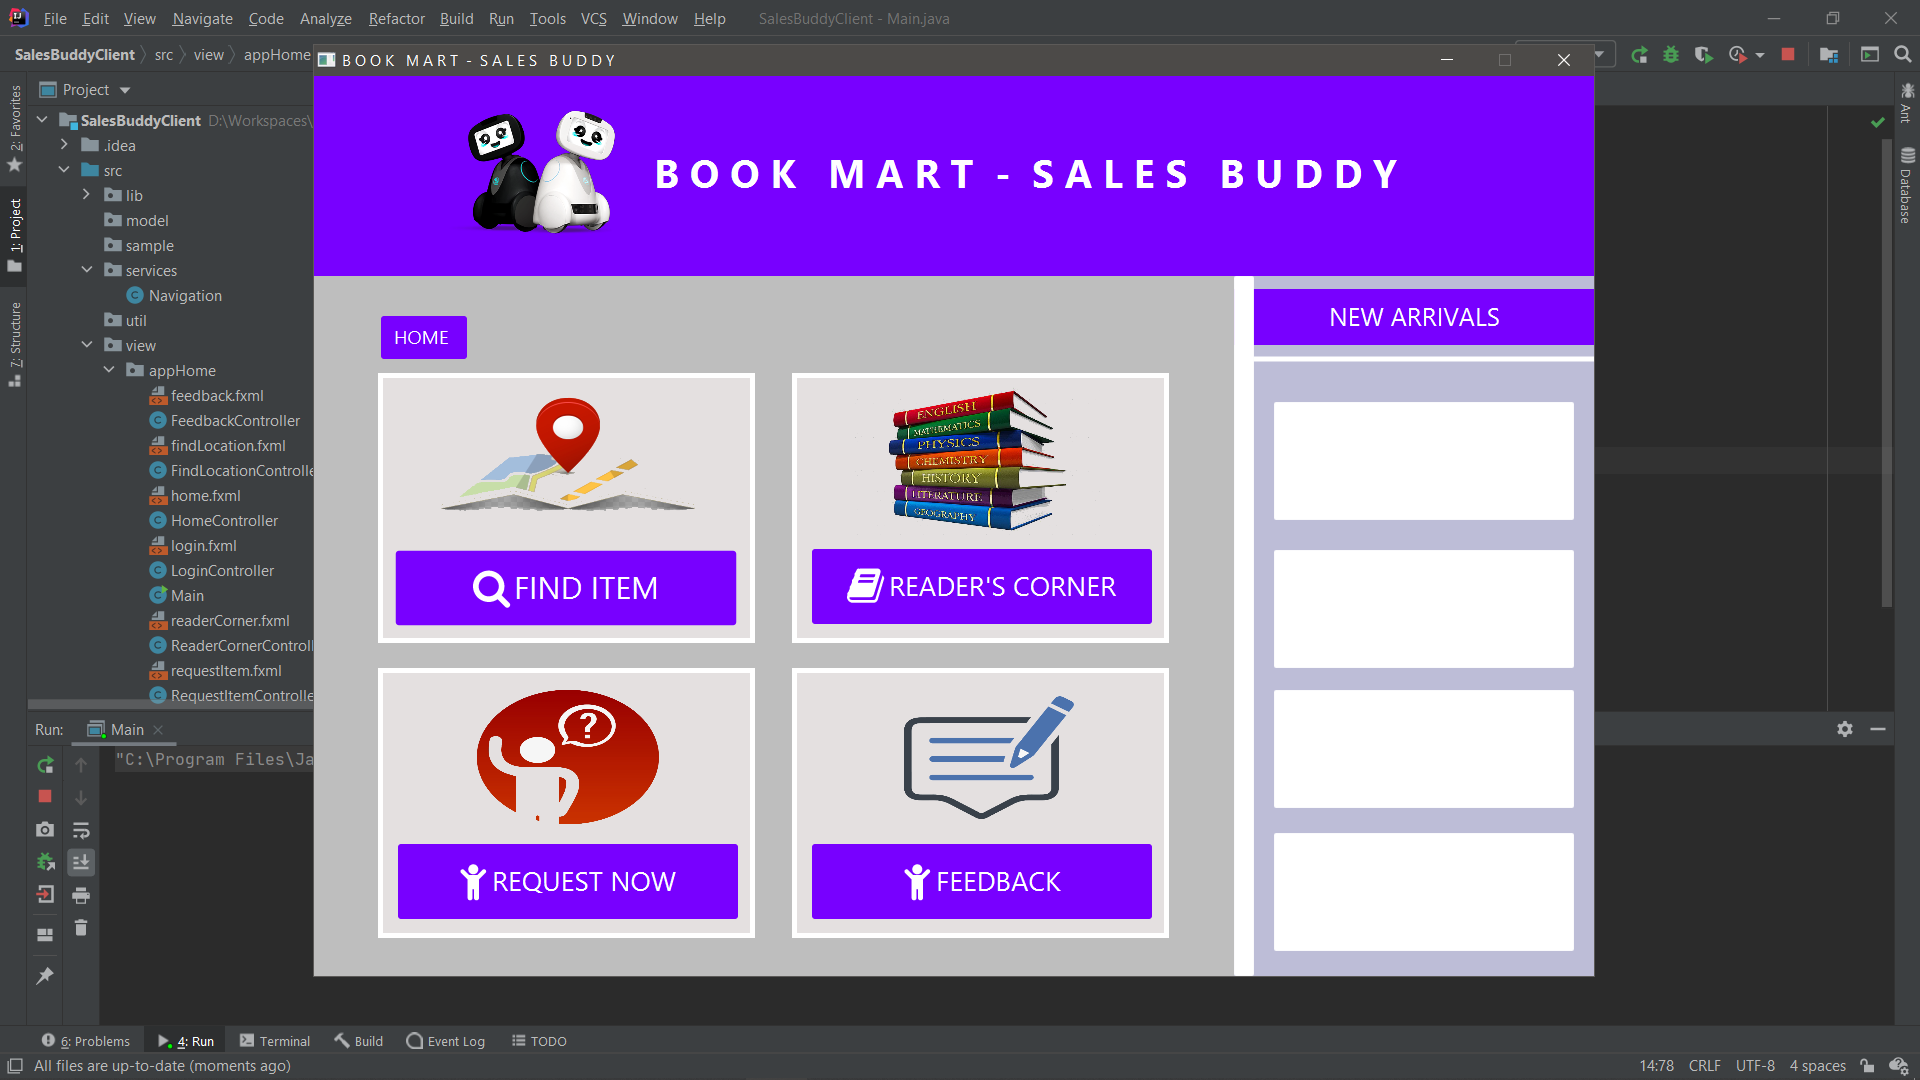 File Edit View Navigate Code Analyze Refactor Build Run Tools VCS Window Help SalesBuddyClient - Main.java
SalesBuddyClient src view appHome
BOOK MART - SALES BUDDY
Project
SalesBuddyClient D:\Workspaces\
.idea
src
lib
model
sample
services
Navigation
util
view
appHome
feedback.fxml
FeedbackController
findLocation.fxml
FindLocationControlle
home.fxml
HomeController
login.fxml
LoginController
Main
readerCorner.fxml
ReaderCornerControll
requestItem.fxml
RequestItemControlle
2: Favorites
1: Project
7: Structure
BOOK MART - SALES BUDDY
HOME
NEW ARRIVALS
ENGLISH
MATHEMATICS
PHYSICS
CHEMISTRY
HISTORY
LITERATURE
GEOGRAPHY
FIND ITEM
READER'S CORNER
?
REQUEST NOW
FEEDBACK
Ant
Database
Run: Main
"C:\Program Files\Ja
6: Problems 4: Run Terminal Build Event Log TODO
All files are up-to-date (moments ago) 14:78 CRLF UTF-8 4 spaces